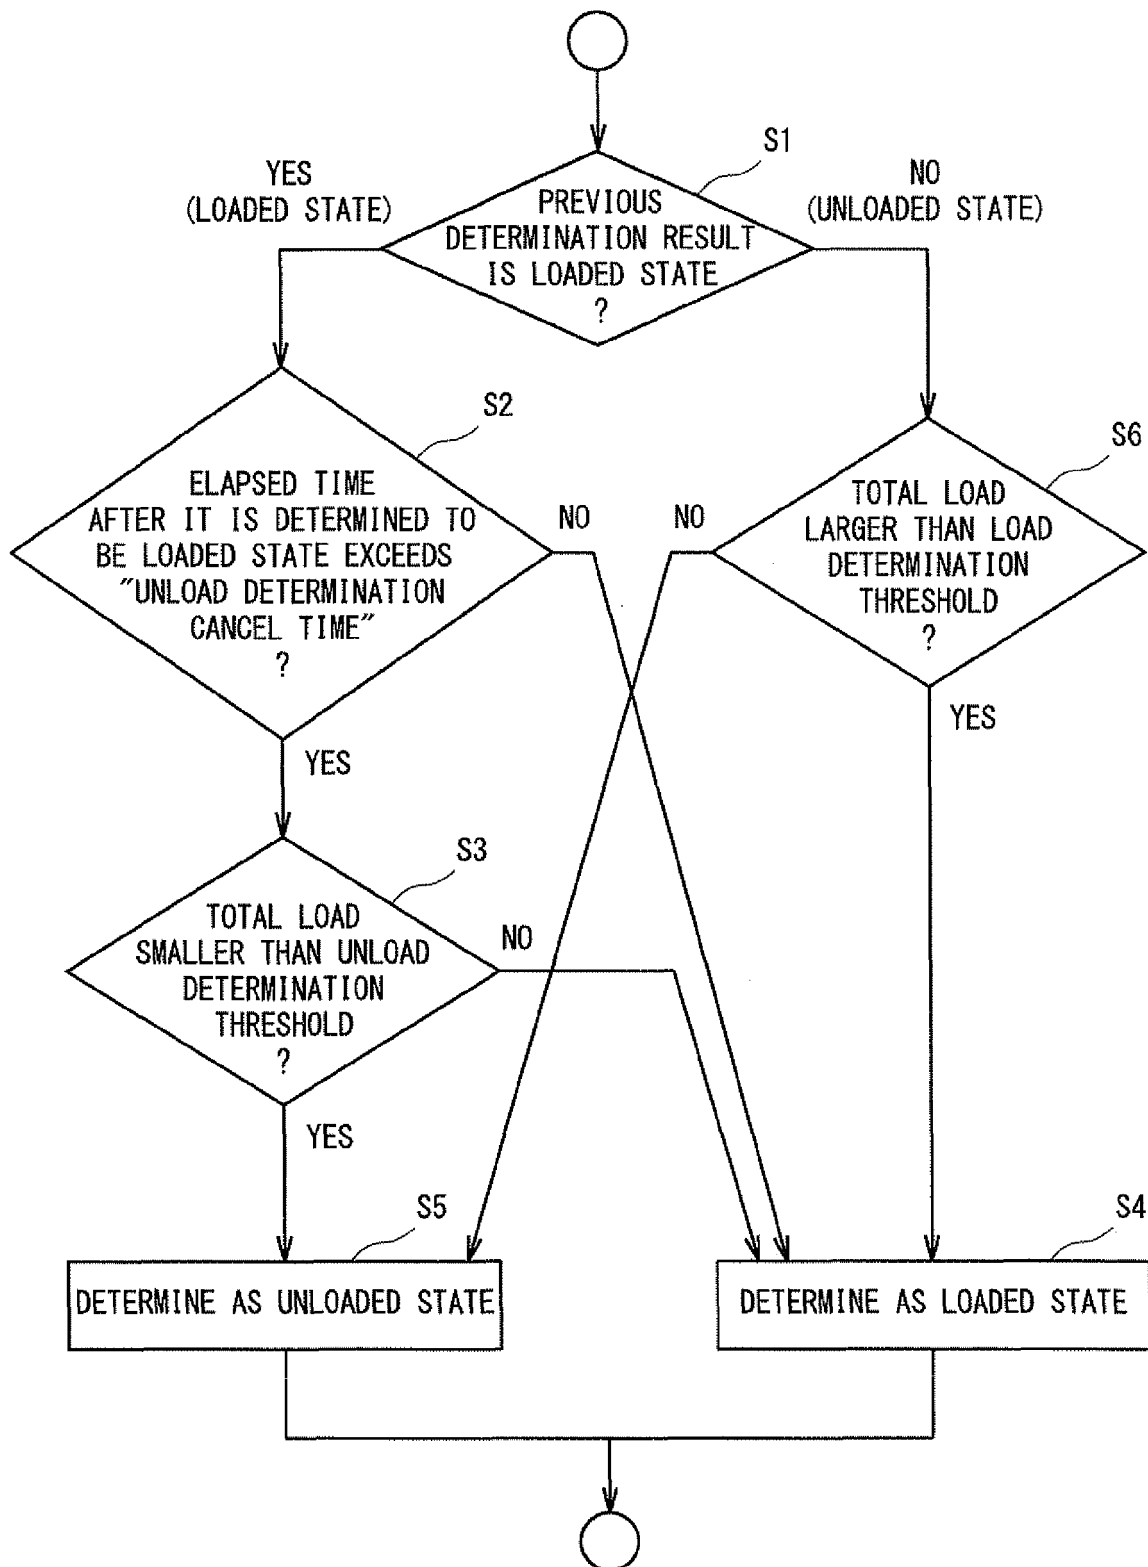 S1
YES
(LOADED STATE)
NO
(UNLOADED STATE)
PREVIOUS
DETERMINATION RESULT
IS LOADED STATE
?
S2
ELAPSED TIME
AFTER IT IS DETERMINED TO
BE LOADED STATE EXCEEDS
"UNLOAD DETERMINATION
CANCEL TIME"
?
NO
YES
S6
TOTAL LOAD
LARGER THAN LOAD
DETERMINATION
THRESHOLD
?
NO
YES
S3
TOTAL LOAD
SMALLER THAN UNLOAD
DETERMINATION
THRESHOLD
?
NO
YES
S5
DETERMINE AS UNLOADED STATE
S4
DETERMINE AS LOADED STATE